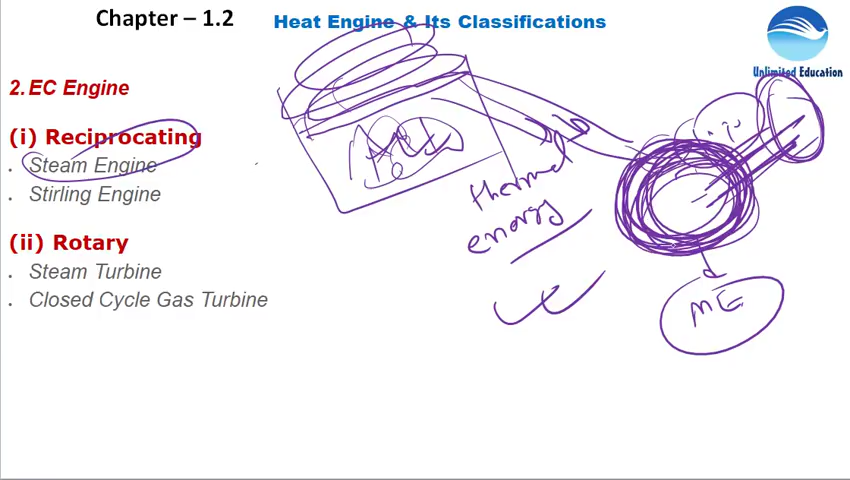 Chapter – 1.2
Heat Engine & Its Classifications
Unlimited Education
2. EC Engine
(i) Reciprocating
. Steam Engine
. Stirling Engine
(ii) Rotary
. Steam Turbine
. Closed Cycle Gas Turbine
thermal
energy
ME